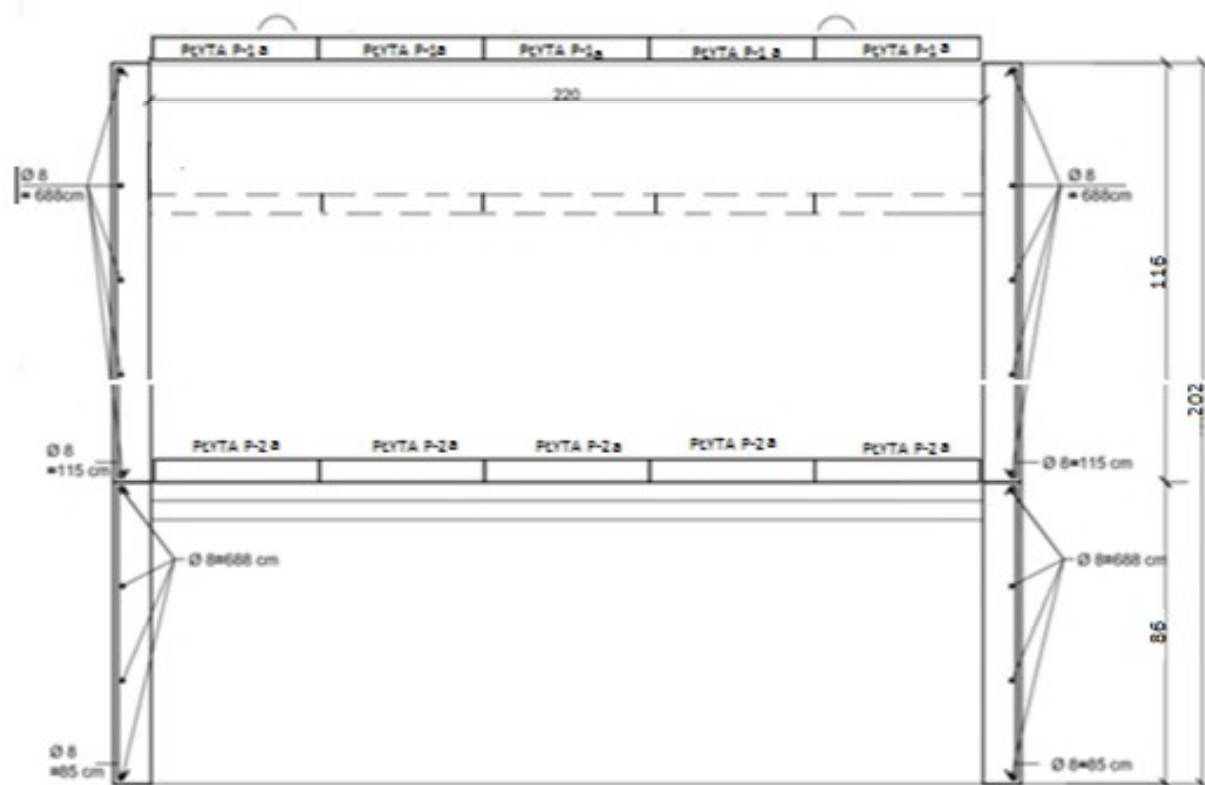 PŁYTA P-1a PŁYTA P-1a PŁYTA P-1a PŁYTA P-1a PŁYTA P-1a
220
Ø 8
= 688cm
Ø 8
= 688cm
116
202
PŁYTA P-2a PŁYTA P-2a PŁYTA P-2a PŁYTA P-2a PŁYTA P-2a
Ø 8
=115 cm
Ø 8=115 cm
Ø 8=688 cm
Ø 8=688 cm
86
Ø 8
=85 cm
Ø 8=85 cm